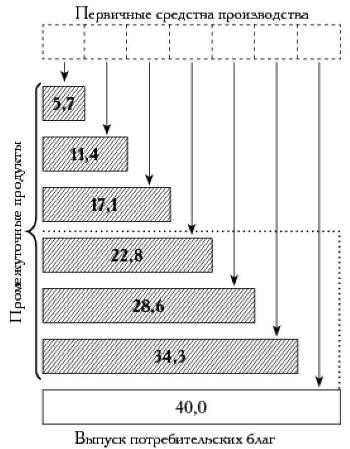 Первичные средства производства
Промежуточные продукты
5,7
11,4
17,1
22,8
28,6
34,3
40,0
Выпуск потребительских благ